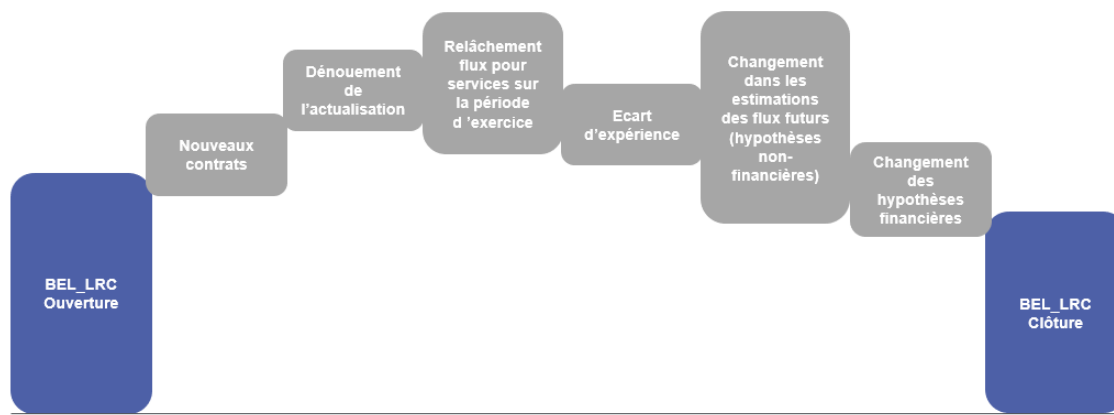 BEL_LRC
Ouverture
Nouveaux
contrats
Dénouement
de
l’actualisation
Relâchement
flux pour
services sur
la période
d ’exercice
Ecart
d’expérience
Changement
dans les
estimations
des flux futurs
(hypothèses
non-
financières)
Changement
des
hypothèses
financières
BEL_LRC
Clôture